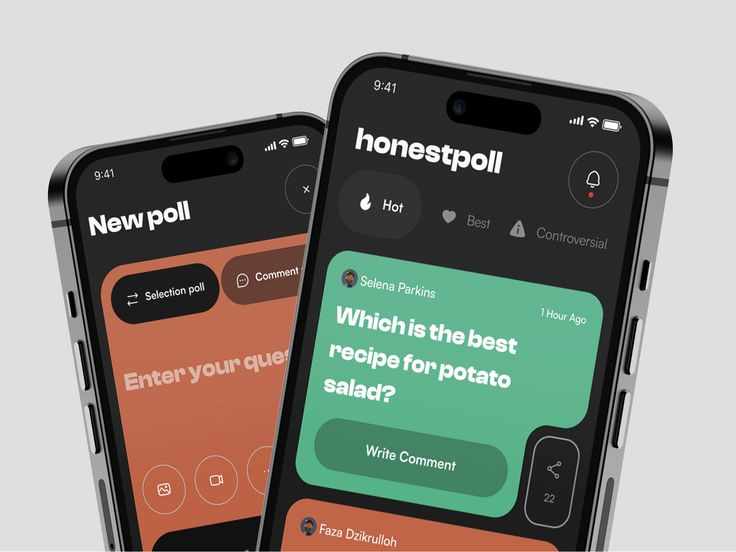 9:41
New poll
Selection poll
Comment
Enter your ques
9:41
honestpoll
Hot
Best
Controversial
Selena Parkins
1 Hour Ago
Which is the best
recipe for potato
salad?
Write Comment
22
Faza Dzikrulloh